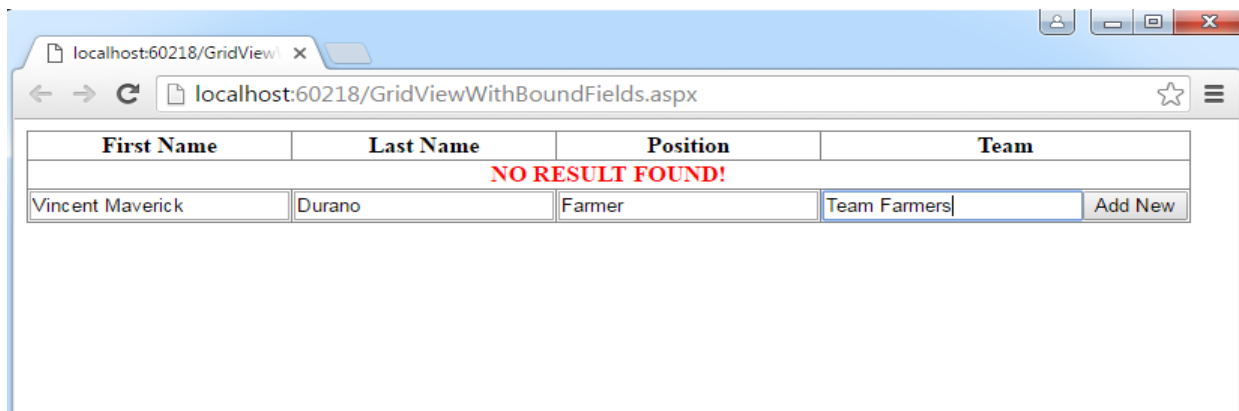 localhost:60218/GridView
localhost:60218/GridViewWithBoundFields.aspx
First Name Last Name Position Team
NO RESULT FOUND!
Vincent Maverick Durano Farmer Team Farmers Add New